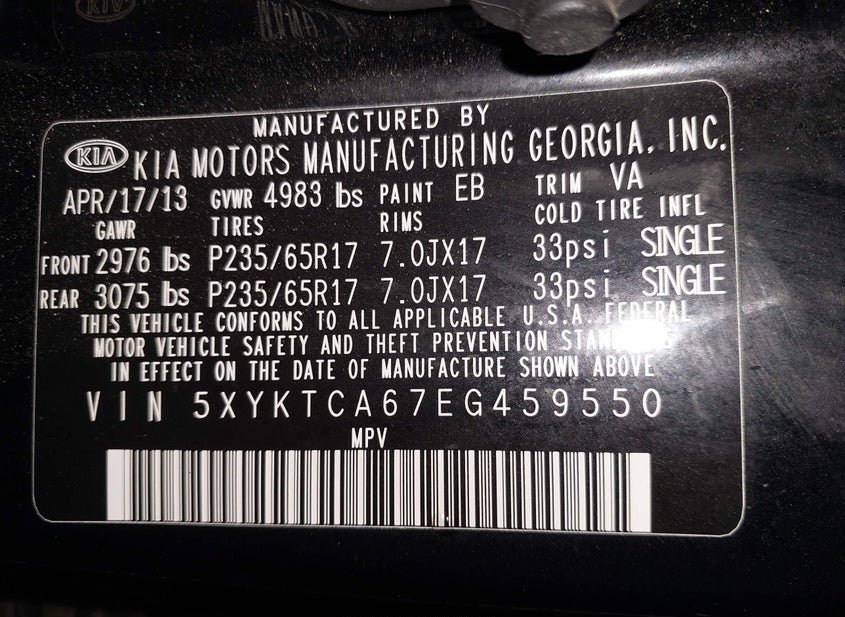 MANUFACTURED BY
KIA KIA MOTORS MANUFACTURING GEORGIA, INC.
APR/17/13 GVWR 4983 lbs PAINT EB TRIM VA
GAWR TIRES RIMS COLD TIRE INFL
FRONT 2976 lbs P235/65R17 7.0JX17 33psi SINGLE
REAR 3075 lbs P235/65R17 7.0JX17 33psi SINGLE
THIS VEHICLE CONFORMS TO ALL APPLICABLE U.S.A. FEDERAL
MOTOR VEHICLE SAFETY AND THEFT PREVENTION
IN EFFECT ON THE DATE OF MANUFACTURE SHOWN ABOVE
VIN 5XYKTCA67EG459550
MPV